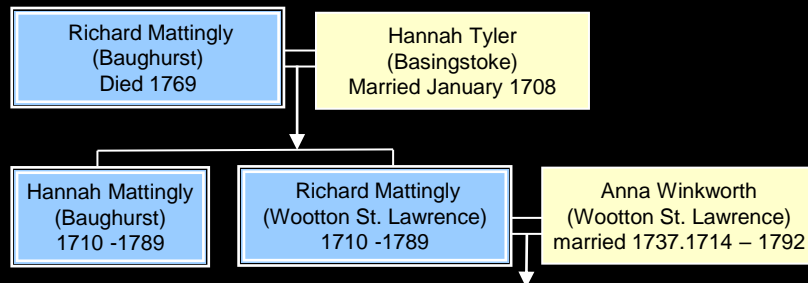 Richard Mattingly
(Baughurst)
Died 1769
Hannah Tyler
(Basingstoke)
Married January 1708
Hannah Mattingly
(Baughurst)
1710 -1789
Richard Mattingly
(Wootton St. Lawrence)
1710 -1789
Anna Winkworth
(Wootton St. Lawrence)
married 1737.1714 – 1792